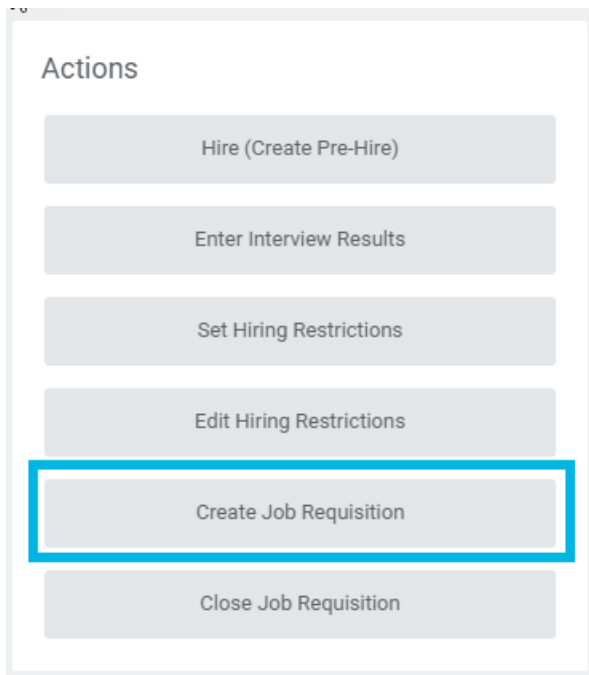 Actions
Hire (Create Pre-Hire)
Enter Interview Results
Set Hiring Restrictions
Edit Hiring Restrictions
Create Job Requisition
Close Job Requisition